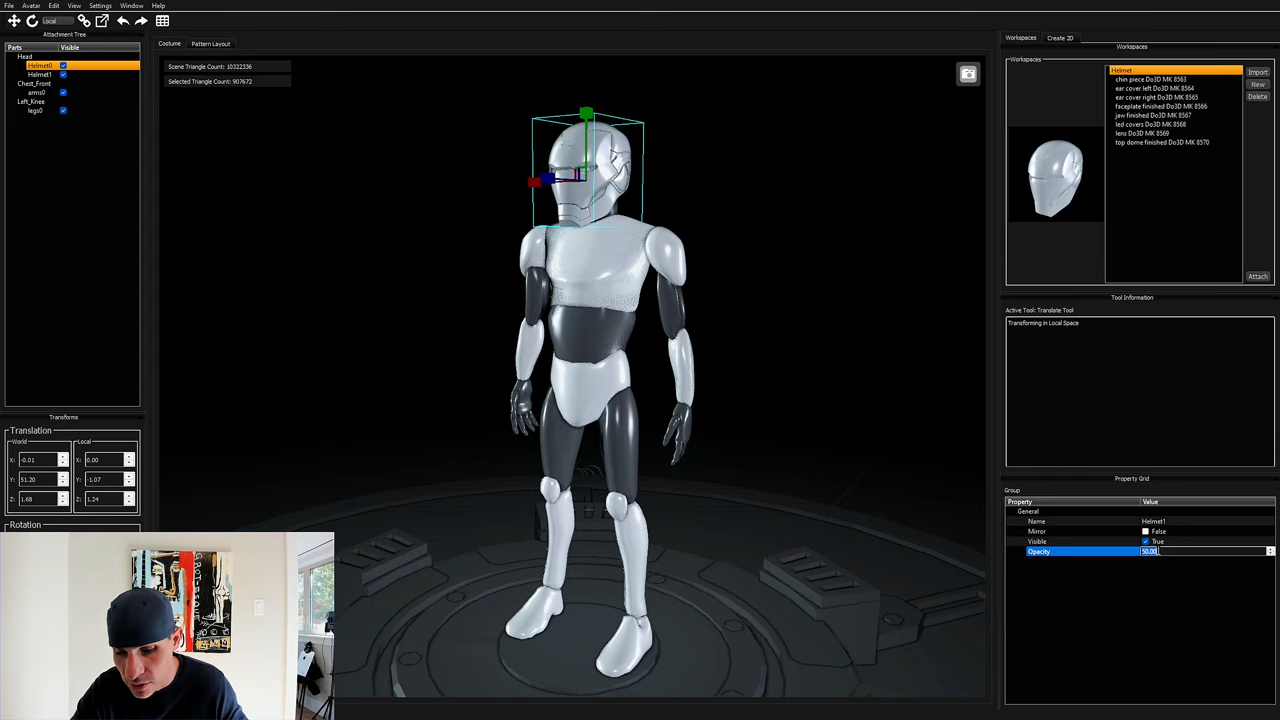 File Avatar Edit View Settings Window Help
Local
Attachment Tree
Parts Visible
Head
Helmet0
Helmet1
Chest_Front
arms0
Left_Knee
legs0
Transforms
Translation
World Local
X: -0.01 X: 0.00
Y: 51.20 Y: -1.07
Z: 1.68 Z: 1.24
Rotation
Costume Pattern Layout
Scene Triangle Count: 10322336
Selected Triangle Count: 907672
Workspaces Create 2D
Workspaces
Workspaces
Helmet
chin piece Do3D MK 8563
ear cover left Do3D MK 8564
ear cover right Do3D MK 8565
faceplate finished Do3D MK 8566
jaw finished Do3D MK 8567
led covers Do3D MK 8568
lens Do3D MK 8569
top dome finished Do3D MK 8570
Import
New
Delete
Attach
Tool Information
Active Tool: Translate Tool
Transforming in Local Space
Property Grid
Group
Property Value
General
Name Helmet1
Mirror False
Visible True
Opacity 50.00